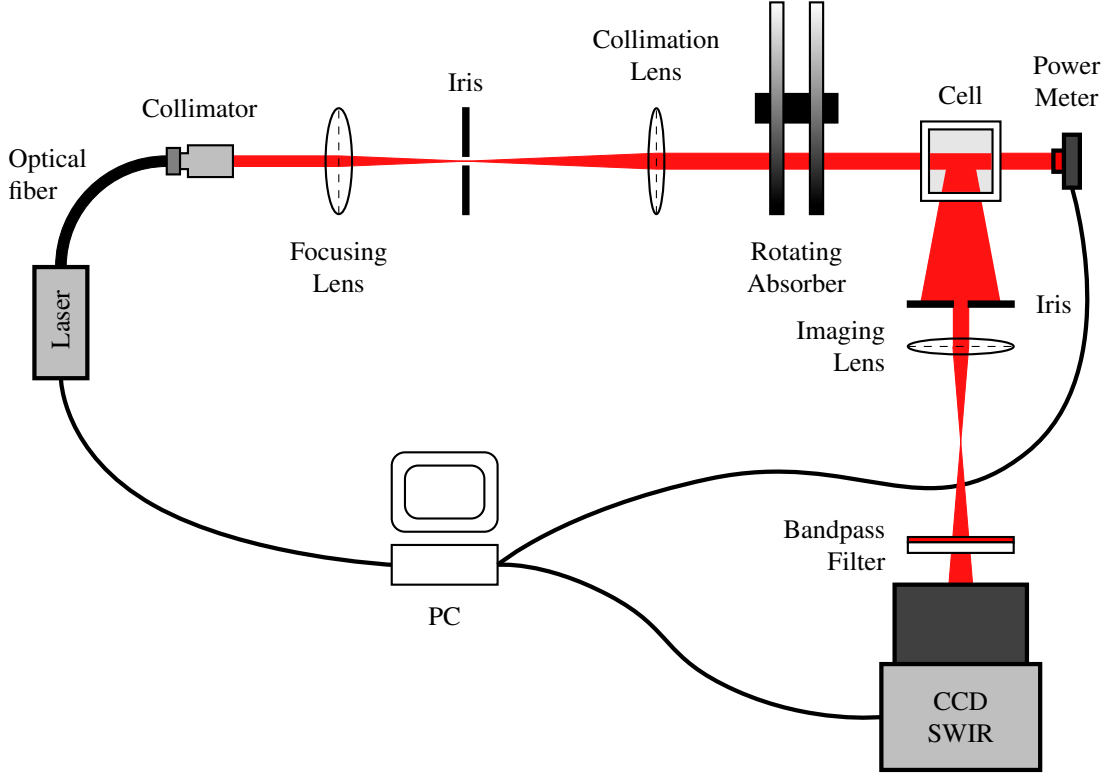 Collimation
Lens
Power
Meter
Iris
Cell
Collimator
Optical
fiber
Focusing
Lens
Rotating
Absorber
Laser
Iris
Imaging
Lens
Bandpass
Filter
PC
CCD
SWIR